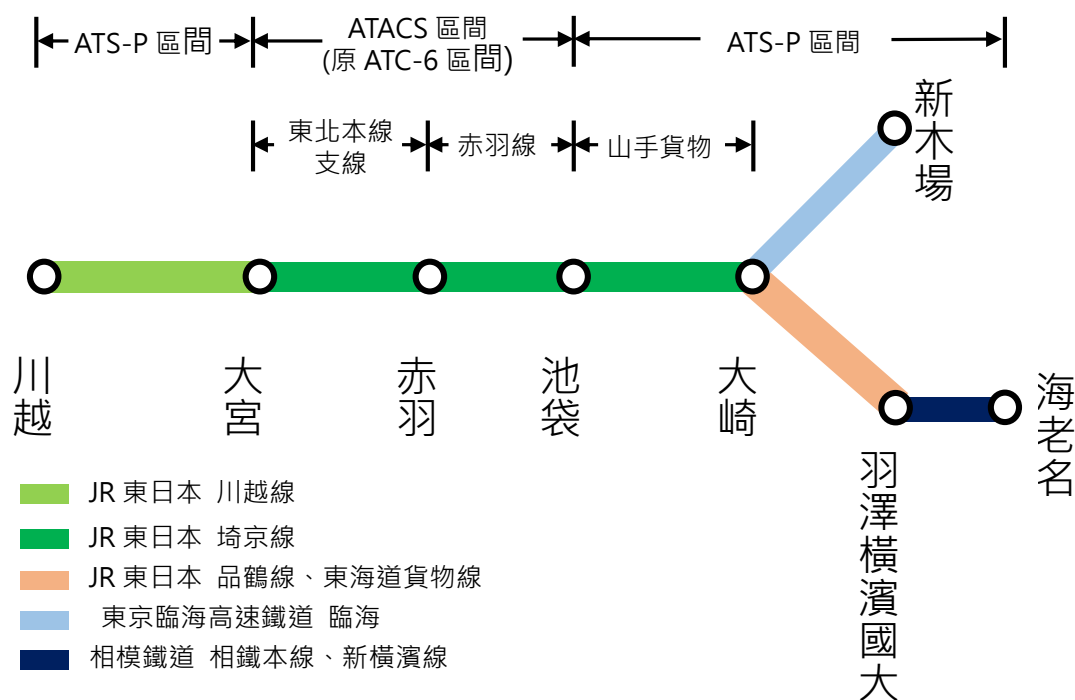 ATS-P 區間
ATACS 區間
(原 ATC-6 區間)
ATS-P 區間
東北本線
支線
赤羽線
山手貨物
新木場
川越
大宮
赤羽
池袋
大崎
海老名
羽澤橫濱國大
JR 東日本 川越線
JR 東日本 埼京線
JR 東日本 品鶴線、東海道貨物線
東京臨海高速鐵道 臨海
相模鐵道 相鐵本線、新橫濱線